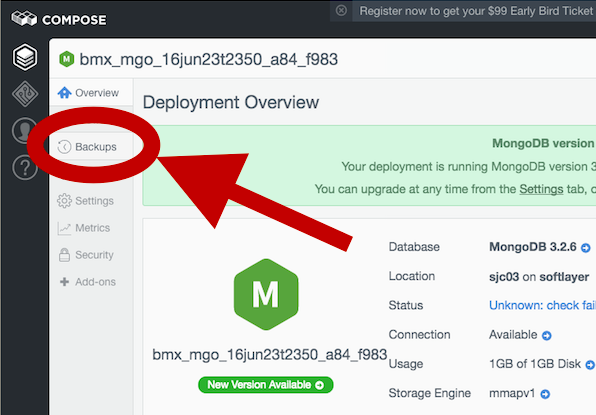 COMPOSE
Register now to get your $99 Early Bird Ticket
bmx_mgo_16jun23t2350_a84_f983
Overview
Backups
Settings
Metrics
Security
Add-ons
Deployment Overview
MongoDB version
Your deployment is running MongoDB version 3
You can upgrade at any time from the Settings tab, o
M
bmx_mgo_16jun23t2350_a84_f983
New Version Available
Database MongoDB 3.2.6
Location sjc03 on softlayer
Status Unknown: check fai
Connection Available
Usage 1GB of 1GB Disk
Storage Engine mmapv1